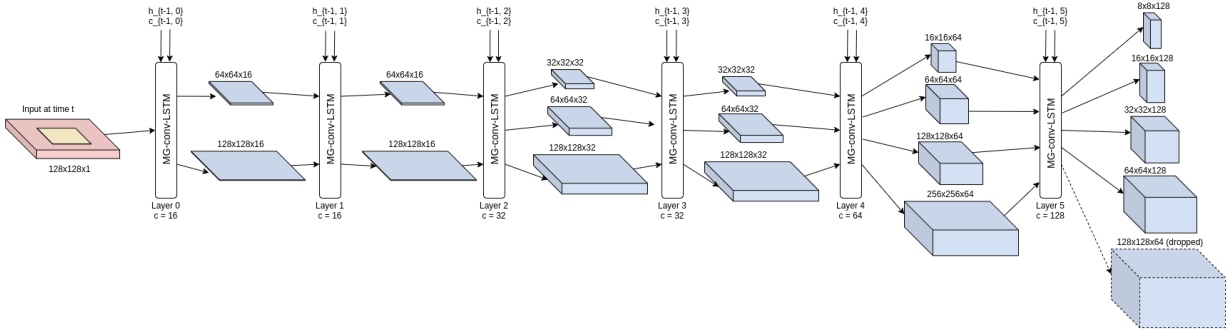 h_{t-1, 0}
c_{t-1, 0}
h_{t-1, 1}
c_{t-1, 1}
h_{t-1, 2}
c_{t-1, 2}
h_{t-1, 3}
c_{t-1, 3}
h_{t-1, 4}
c_{t-1, 4}
h_{t-1, 5}
c_{t-1, 5}
Input at time t
128x128x1
MG-conv-LSTM
Layer 0
c = 16
64x64x16
128x128x16
MG-conv-LSTM
Layer 1
c = 16
64x64x16
128x128x16
MG-conv-LSTM
Layer 2
c = 32
32x32x32
64x64x32
128x128x32
MG-conv-LSTM
Layer 3
c = 32
32x32x32
64x64x32
128x128x32
MG-conv-LSTM
Layer 4
c = 64
16x16x64
64x64x64
128x128x64
256x256x64
MG-conv-LSTM
Layer 5
c = 128
8x8x128
16x16x128
32x32x128
64x64x128
128x128x64 (dropped)